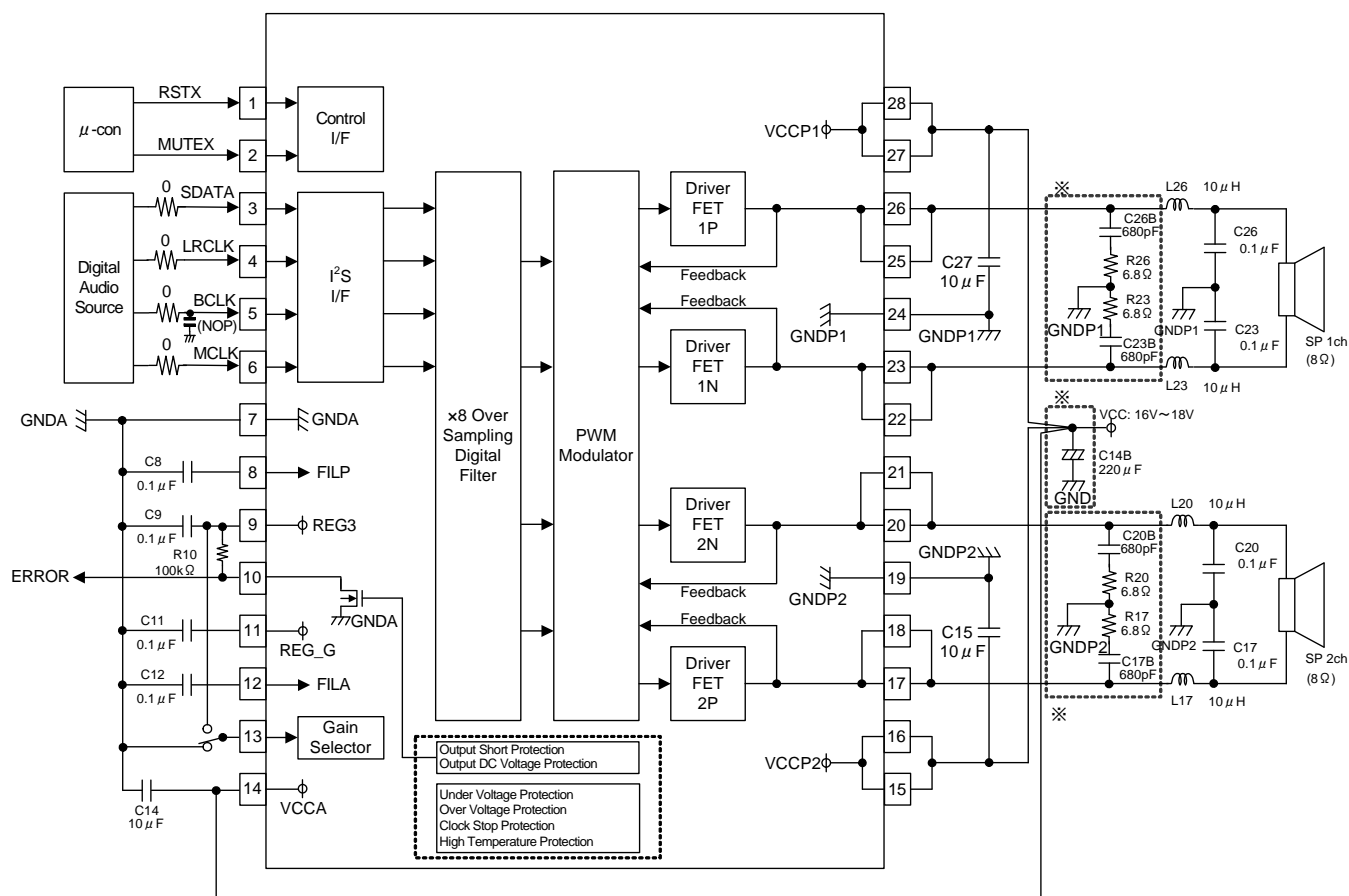 RSTX
1
μ-con
Control
I/F
MUTEX
2
0
SDATA
3
0
LRCLK
4
Digital
Audio
Source
0
BCLK
5
(NOP)
0
MCLK
6
I²S
I/F
GNDA
7
GNDA
C8
0.1μF
8
FILP
C9
0.1μF
9
REG3
R10
100kΩ
ERROR
10
GNDA
C11
0.1μF
11
REG_G
C12
0.1μF
12
FILA
13
Gain
Selector
C14
10μF
14
VCCA
×8 Over
Sampling
Digital
Filter
PWM
Modulator
Driver
FET
1P
Feedback
Feedback
Driver
FET
1N
Driver
FET
2N
Feedback
Feedback
Driver
FET
2P
Output Short Protection
Output DC Voltage Protection
Under Voltage Protection
Over Voltage Protection
Clock Stop Protection
High Temperature Protection
VCCP1
28
27
26
25
GNDP1
24
23
22
21
20
GNDP2
19
18
17
VCCP2
16
15
C27
10μF
GNDP1
GNDP2
C15
10μF
※
C26B
680pF
R26
6.8Ω
R23
6.8Ω
GNDP1
C23B
680pF
L26
10μH
C26
0.1μF
GNDP1
C23
0.1μF
L23
10μH
SP 1ch
(8Ω)
※
VCC: 16V～18V
C14B
220μF
GND
C20B
680pF
R20
6.8Ω
R17
6.8Ω
GNDP2
C17B
680pF
※
L20
10μH
C20
0.1μF
GNDP2
C17
0.1μF
L17
10μH
SP 2ch
(8Ω)